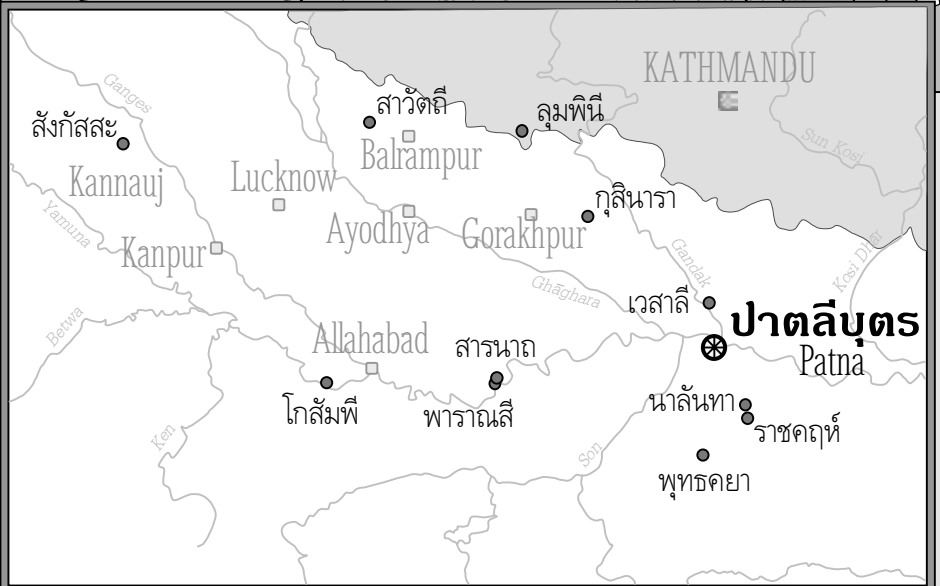 KATHMANDU
Ganges
สาวัตถี
ลุมพินี
สังกัสสะ
Sun Kosi
Balrampur
Kannauj
Lucknow
กุสินารา
Yamuna
Ayodhya
Gorakhpur
Kanpur
Gandak
Kosi Dhār
Ghāghara
เวสาลี
Betwa
ปาตลีบุตร
Allahabad
สารนาถ
Patna
โกสัมพี
พาราณสี
นาลันทา
ราชคฤห์
Ken
Son
พุทธคยา